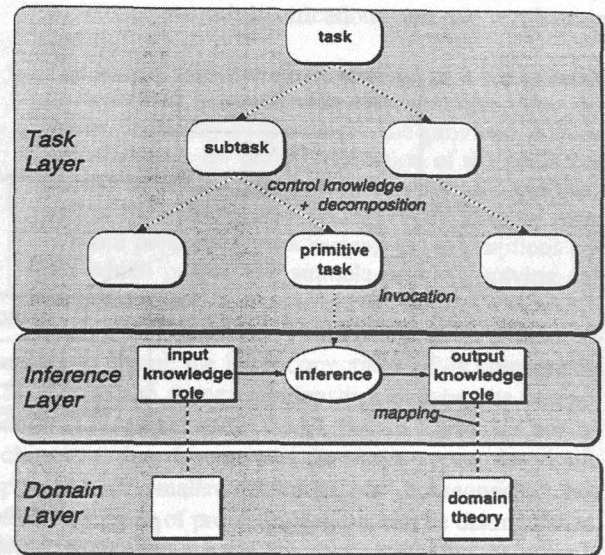 task
Task
Layer
subtask
control knowledge
+ decomposition
primitive
task
Invocation
Inference
Layer
input
knowledge
role
inference
output
knowledge
role
mapping
Domain
Layer
domain
theory